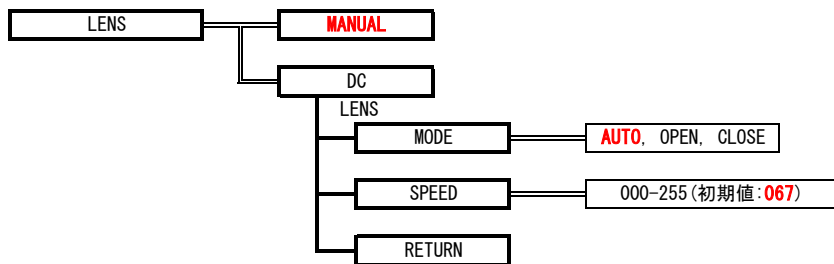 LENS
MANUAL
DC
LENS
MODE
AUTO, OPEN, CLOSE
SPEED
000-255(初期値:067)
RETURN